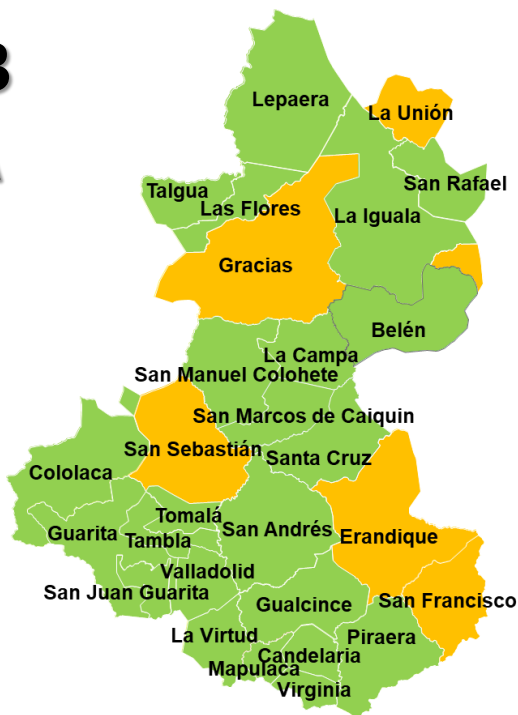 Lepaera
La Unión
Talgua
San Rafael
Las Flores
La Iguala
Gracias
Belén
La Campa
San Manuel Colohete
San Marcos de Caiquin
San Sebastián
Santa Cruz
Cololaca
Tomalá
San Andrés
Erandique
Guarita
Tambla
Valladolid
San Juan Guarita
Gualcince
San Francisco
La Virtud
Piraera
Candelaria
Mapulaca
Virginia